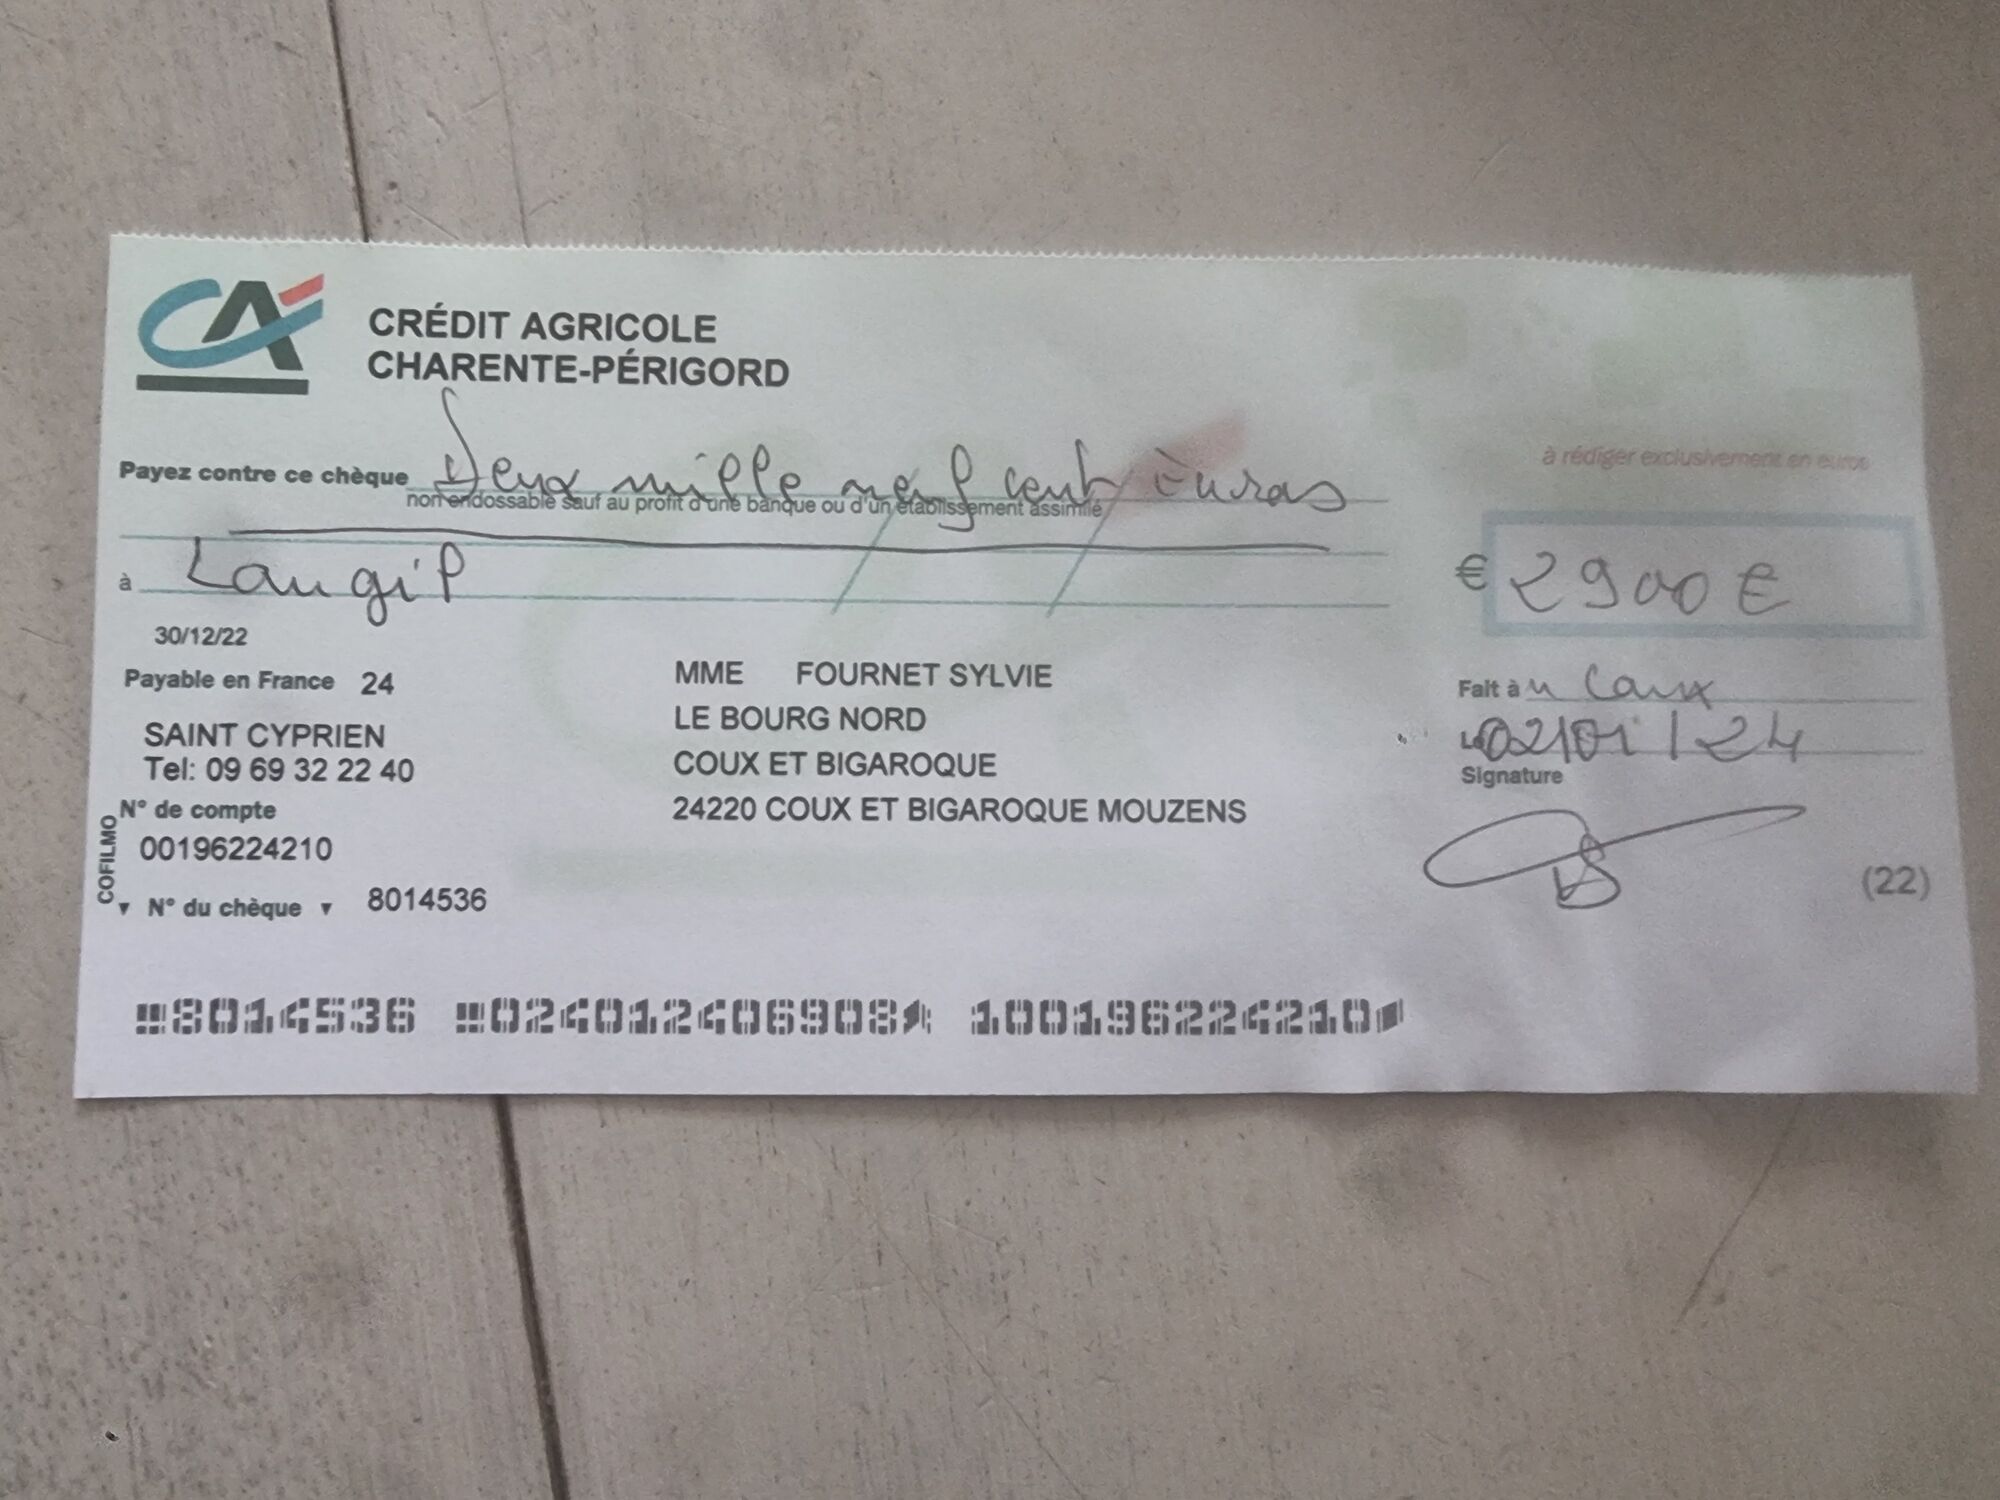 CA
CRÉDIT AGRICOLE
CHARENTE-PÉRIGORD
à rédiger exclusivement en euros
Payez contre ce chèque Deux mille neuf cent Euros
non endossable sauf au profit d'une banque ou d'un établissement assimilé
à Langil
€ 2900 €
30/12/22
Payable en France 24
SAINT CYPRIEN
Tel: 09 69 32 22 40
N° de compte
00196224210
COFILMO
N° du chèque 8014536
MME FOURNET SYLVIE
LE BOURG NORD
COUX ET BIGAROQUE
24220 COUX ET BIGAROQUE MOUZENS
Fait à Coux
Le 02/01/24
Signature
(22)
8014536 024012406908 100196224210